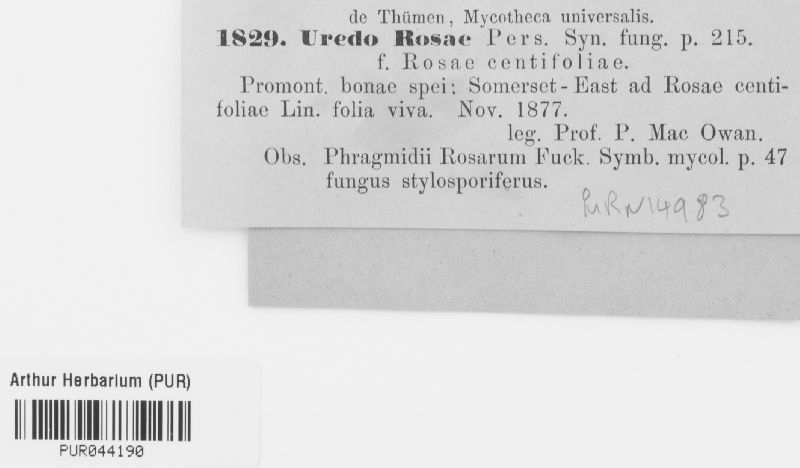 de Thümen, Mycotheca universalis.
1829. Uredo Rosae Pers. Syn. fung. p. 215.
f. Rosae centifoliae.
Promont. bonae spei: Somerset-East ad Rosae centi-
foliae Lin. folia viva. Nov. 1877.
leg. Prof. P. Mac Owan.
Obs. Phragmidii Rosarum Fuck. Symb. mycol. p. 47
fungus stylosporiferus.
PUR N14983
Arthur Herbarium (PUR)
PUR044190